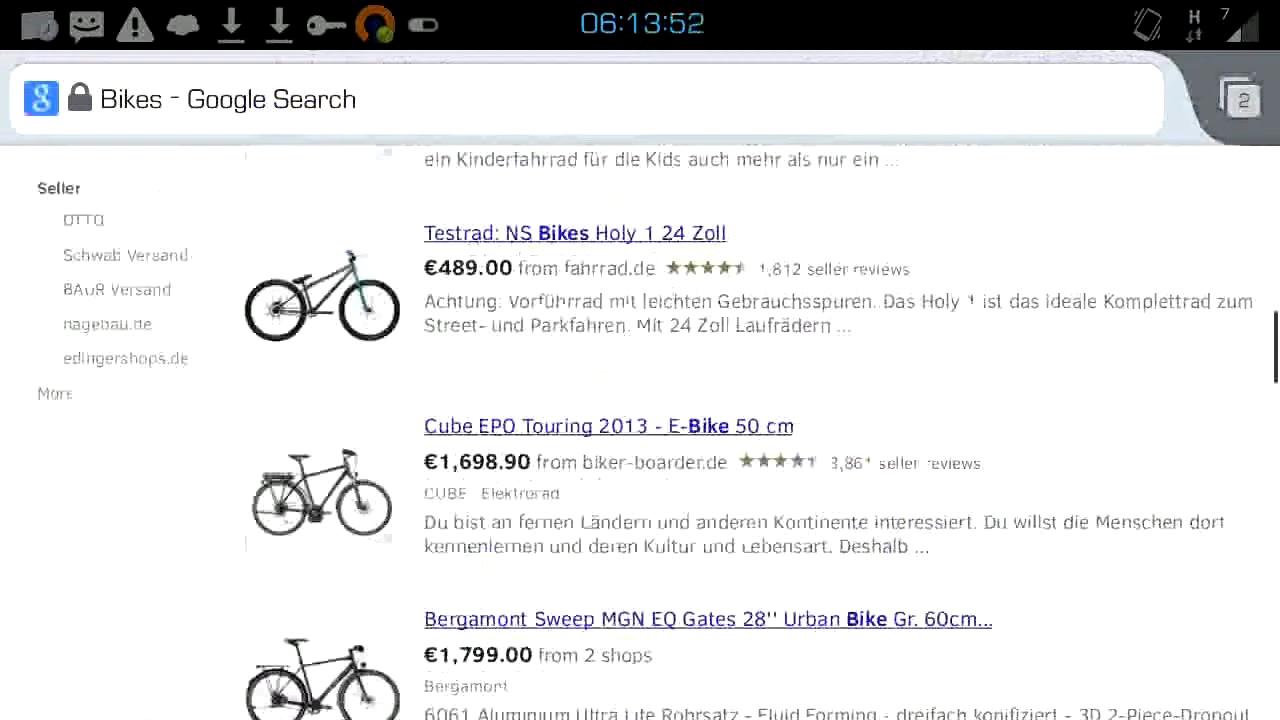 06:13:52
H
7
g Bikes - Google Search
2
ein Kinderfahrrad für die Kids auch mehr als nur ein ...
Seller
OTTO
Schwab Versand
BAUR Versand
hagebau.de
edingershops.de
More
Testrad: NS Bikes Holy 1 24 Zoll
€489.00 from fahrrad.de 1,812 seller reviews
Achtung: Vorführrad mit leichten Gebrauchsspuren. Das Holy 1 ist das ideale Komplettrad zum
Street- und Parkfahren. Mit 24 Zoll Laufrädern ...
Cube EPO Touring 2013 - E-Bike 50 cm
€1,698.90 from biker-boarder.de seller reviews
CUBE Elektrorad
Du bist an fernen Ländern und anderen Kontinente interessiert. Du willst die Menschen dort
kennenlernen und deren Kultur und Lebensart. Deshalb ...
Bergamont Sweep MGN EQ Gates 28'' Urban Bike Gr. 60cm...
€1,799.00 from 2 shops
Bergamont
6061 Aluminium Ultra Lite Rohrsatz - Fluid Forming - dreifach konifiziert - 3D 2-Piece-Dropout